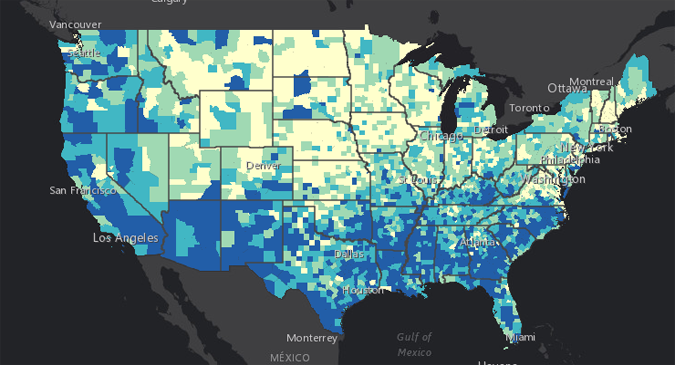 Calgary
Vancouver
Seattle
Montreal
Ottawa
Toronto
Boston
Chicago
Detroit
New York
Philadelphia
Denver
St Louis
Washington
San Francisco
Los Angeles
Atlanta
Dallas
Houston
Monterrey
Gulf of
Mexico
Miami
MÉXICO